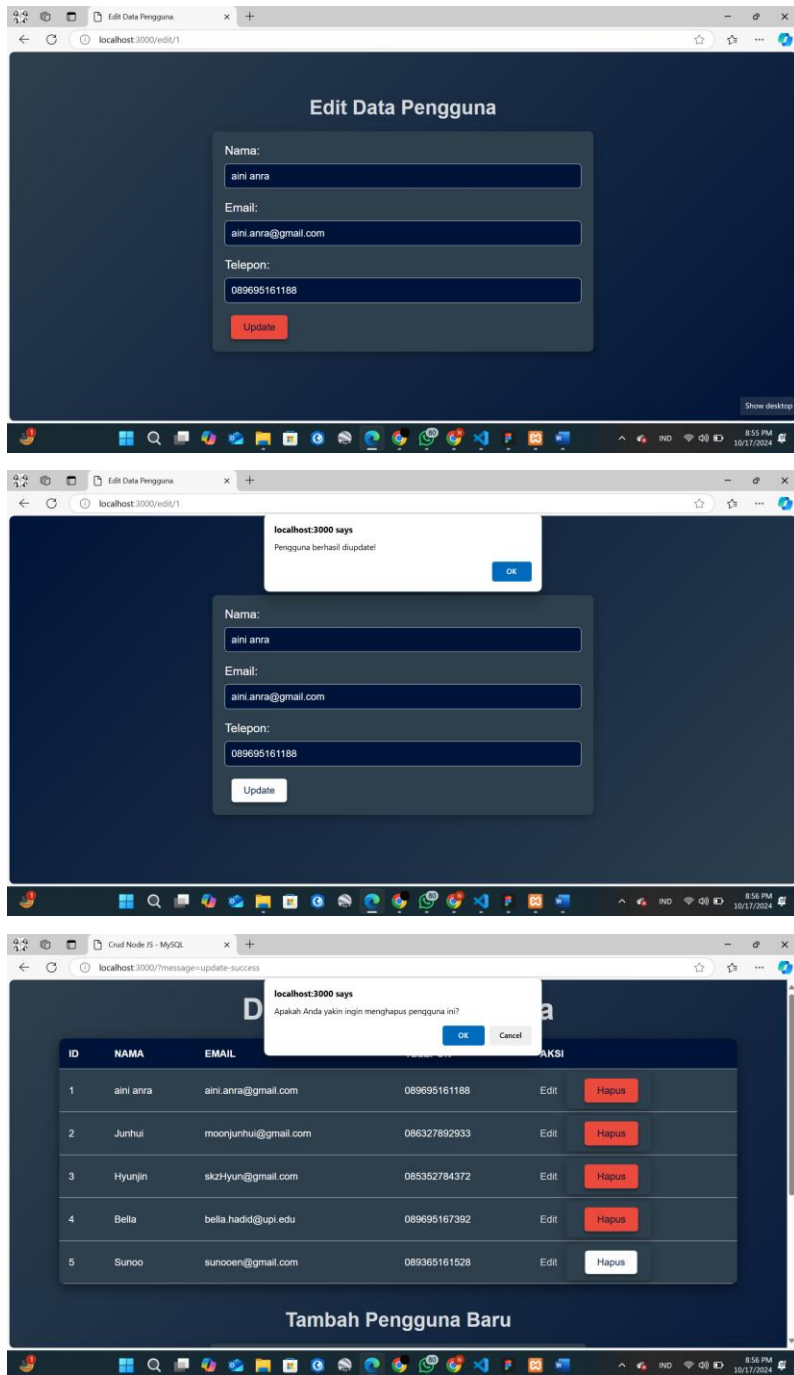 Edit Data Pengguna
localhost:3000/edit/1
Edit Data Pengguna
Nama:
aini anra
Email:
aini.anra@gmail.com
Telepon:
089695161188
Update
Show desktop
80
IND
8:55 PM
10/17/2024
Edit Data Pengguna
localhost:3000/edit/1
localhost:3000 says
Pengguna berhasil diupdate!
OK
Nama:
aini anra
Email:
aini.anra@gmail.com
Telepon:
089695161188
Update
80
IND
8:56 PM
10/17/2024
Crud Node JS - MySQL
localhost:3000/?message=update-success
localhost:3000 says
Apakah Anda yakin ingin menghapus pengguna ini?
OK Cancel
D a
ID NAMA EMAIL AKSI
1 aini anra aini.anra@gmail.com 089695161188 Edit Hapus
2 Junhui moonjunhui@gmail.com 086327892933 Edit Hapus
3 Hyunjin skzHyun@gmail.com 085352784372 Edit Hapus
4 Bella bella.hadid@upi.edu 089695167392 Edit Hapus
5 Sunoo sunooen@gmail.com 089365161528 Edit Hapus
Tambah Pengguna Baru
80
IND
8:56 PM
10/17/2024